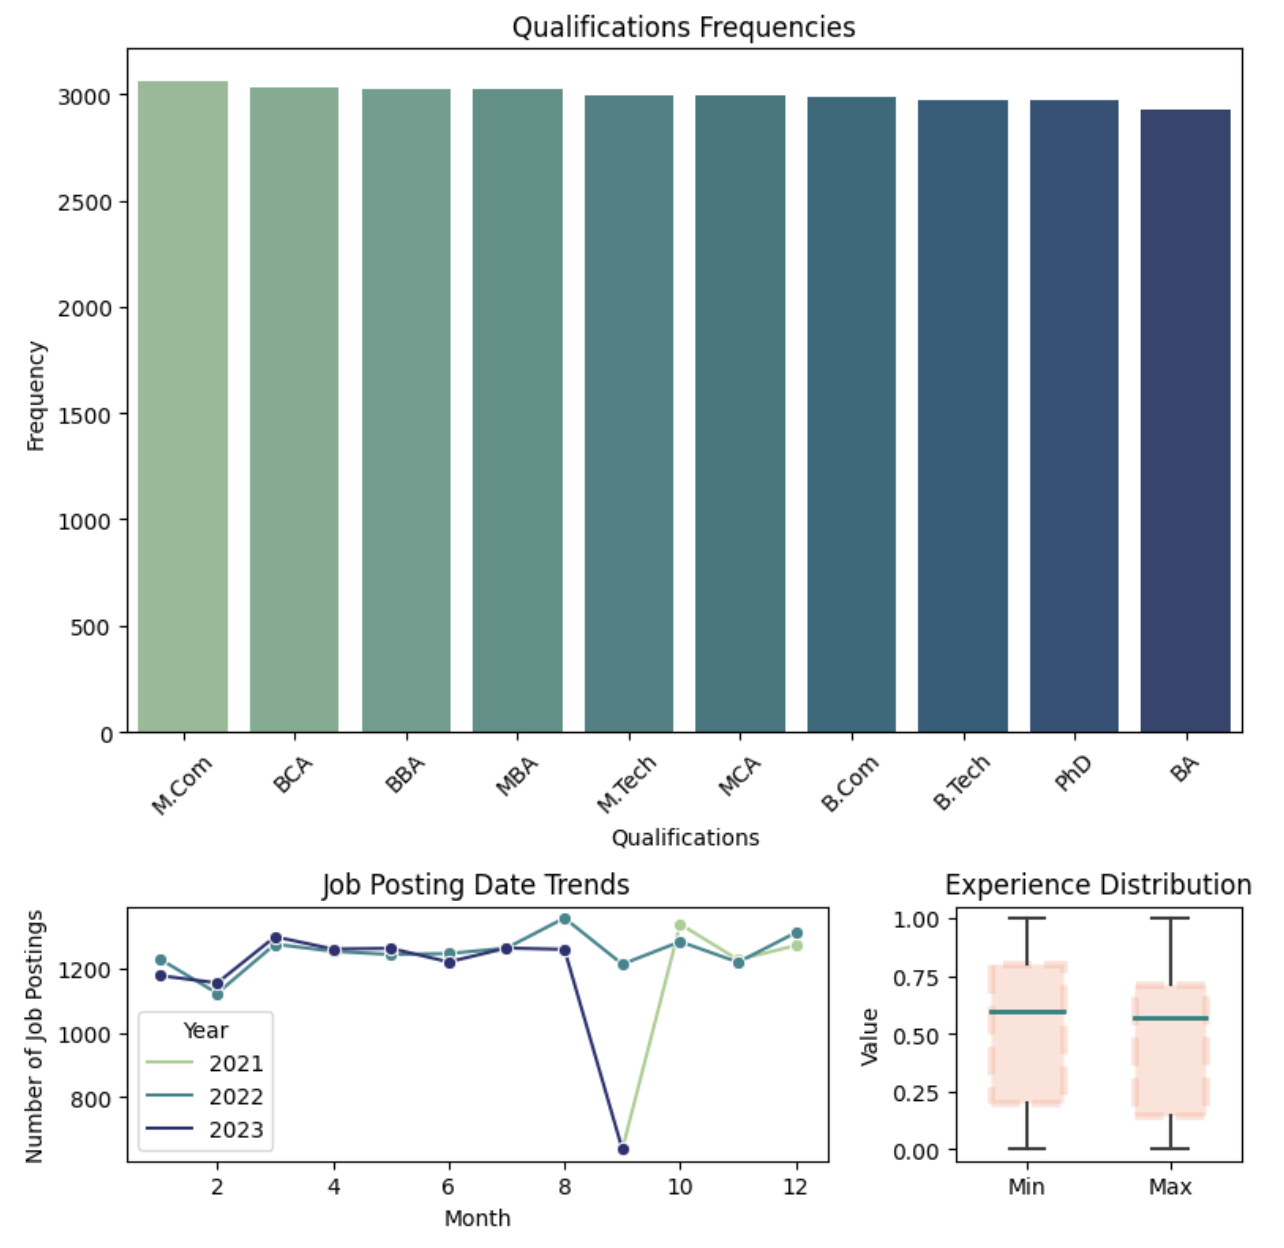 Qualifications Frequencies
Frequency
3000
2500
2000
1500
1000
500
0
M.Com
BCA
BBA
MBA
M.Tech
MCA
B.Com
B.Tech
PhD
BA
Qualifications
Job Posting Date Trends
Number of Job Postings
1200
1000
800
Year
2021
2022
2023
2
4
6
8
10
12
Month
Experience Distribution
Value
1.00
0.75
0.50
0.25
0.00
Min
Max